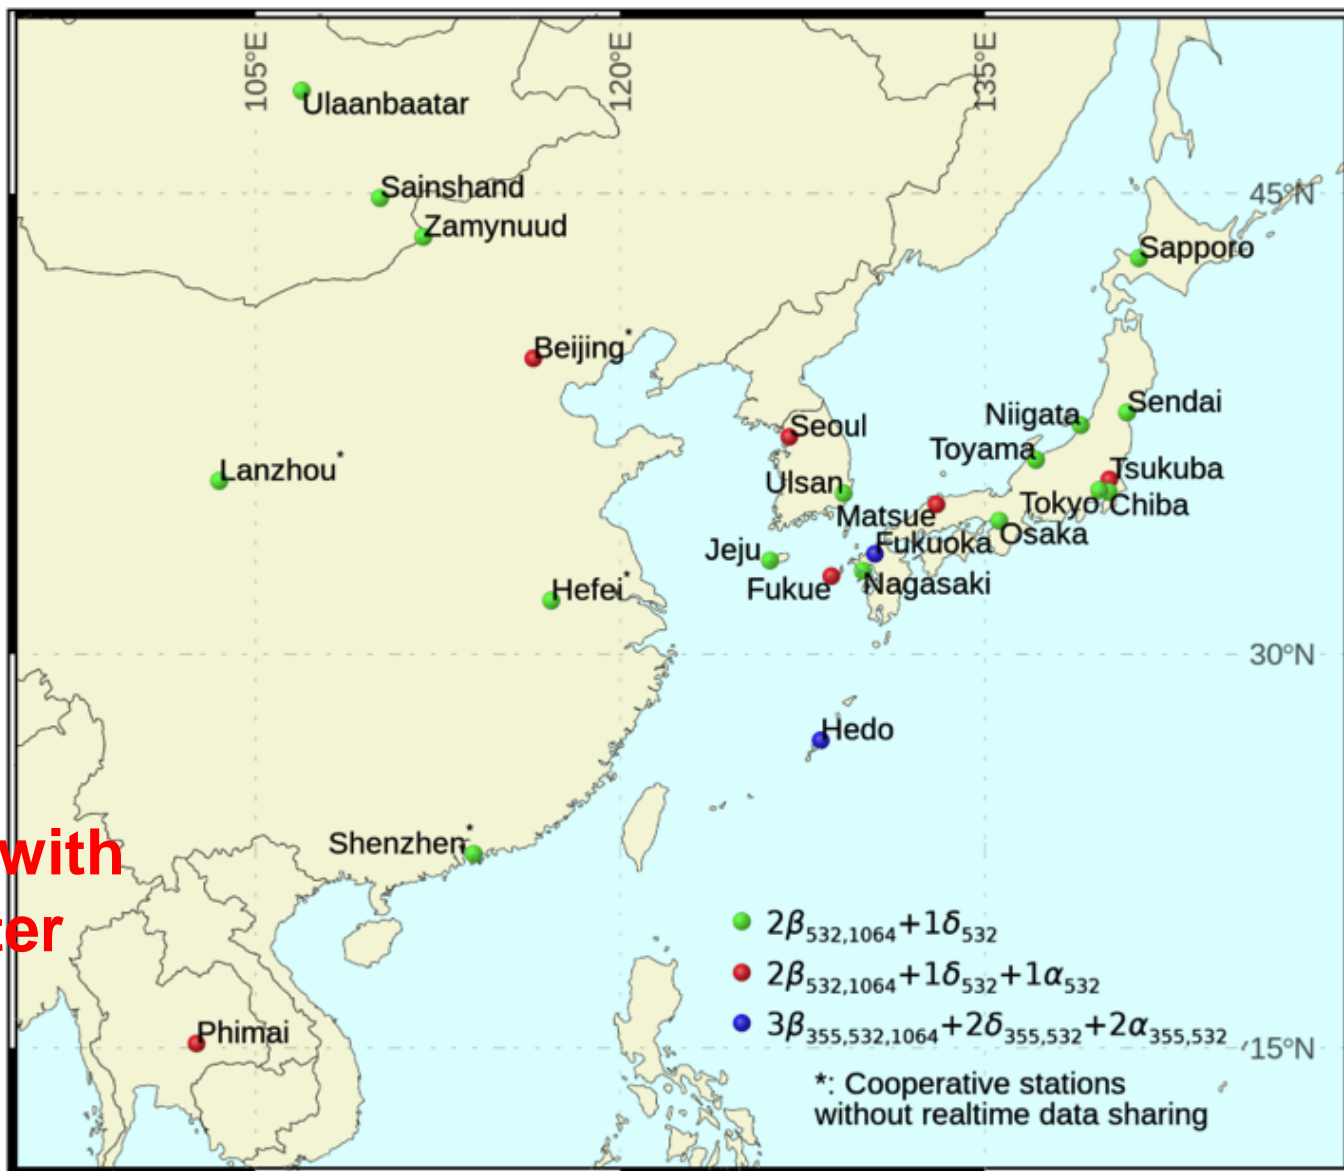 105°E
120°E
135°E
Ulaanbaatar
Sainshand
45°N
Zamynuud
Sapporo
Beijing*
Sendai
Niigata
Seoul
Toyama
Lanzhou*
Tsukuba
Ulsan
Tokyo
Chiba
Matsue
Osaka
Fukuoka
Jeju
Hefei*
Fukue
Nagasaki
30°N
Hedo
Shenzhen*
with
ter
2β532,1064+1δ532
2β532,1064+1δ532+1α532
3β355,532,1064+2δ355,532+2α355,532
Phimai
15°N
*: Cooperative stations
without realtime data sharing